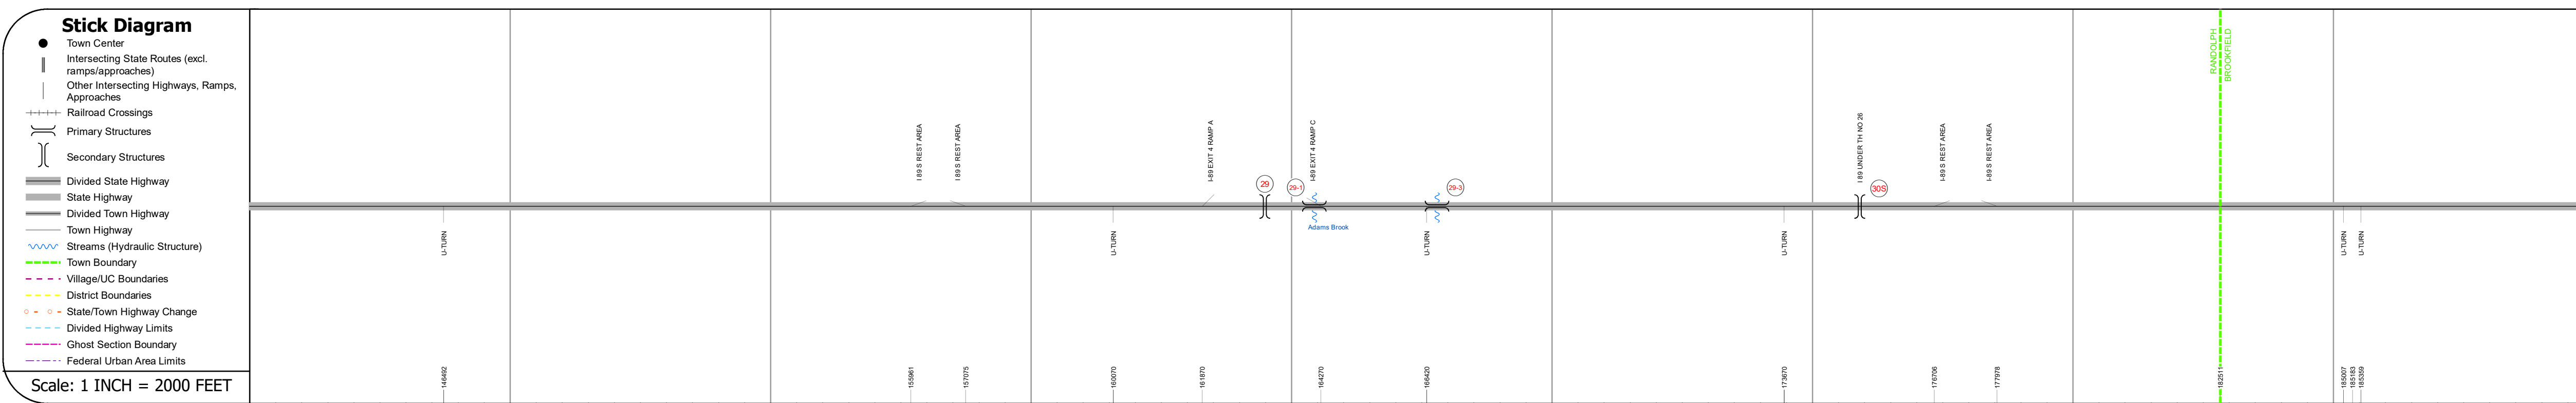 Stick Diagram
Town Center
Intersecting State Routes (excl.
ramps/approaches)
Other Intersecting Highways, Ramps,
Approaches
Railroad Crossings
Primary Structures
Secondary Structures
Divided State Highway
State Highway
Divided Town Highway
Town Highway
Streams (Hydraulic Structure)
Town Boundary
Village/UC Boundaries
District Boundaries
State/Town Highway Change
Divided Highway Limits
Ghost Section Boundary
Federal Urban Area Limits
Scale: 1 INCH = 2000 FEET
I 89 S REST AREA
I 89 S REST AREA
I-89 EXIT 4 RAMP A
29
29-1
I-89 EXIT 4 RAMP C
29-3
I 89 UNDER TH NO 26
30S
I-89 S REST AREA
I-89 S REST AREA
RANDOLPH
BROOKFIELD
Adams Brook
U-TURN
U-TURN
U-TURN
U-TURN
U-TURN
U-TURN
146492
155961
157075
160070
161870
164270
166420
173670
176706
177978
182511
185007
185183
185359